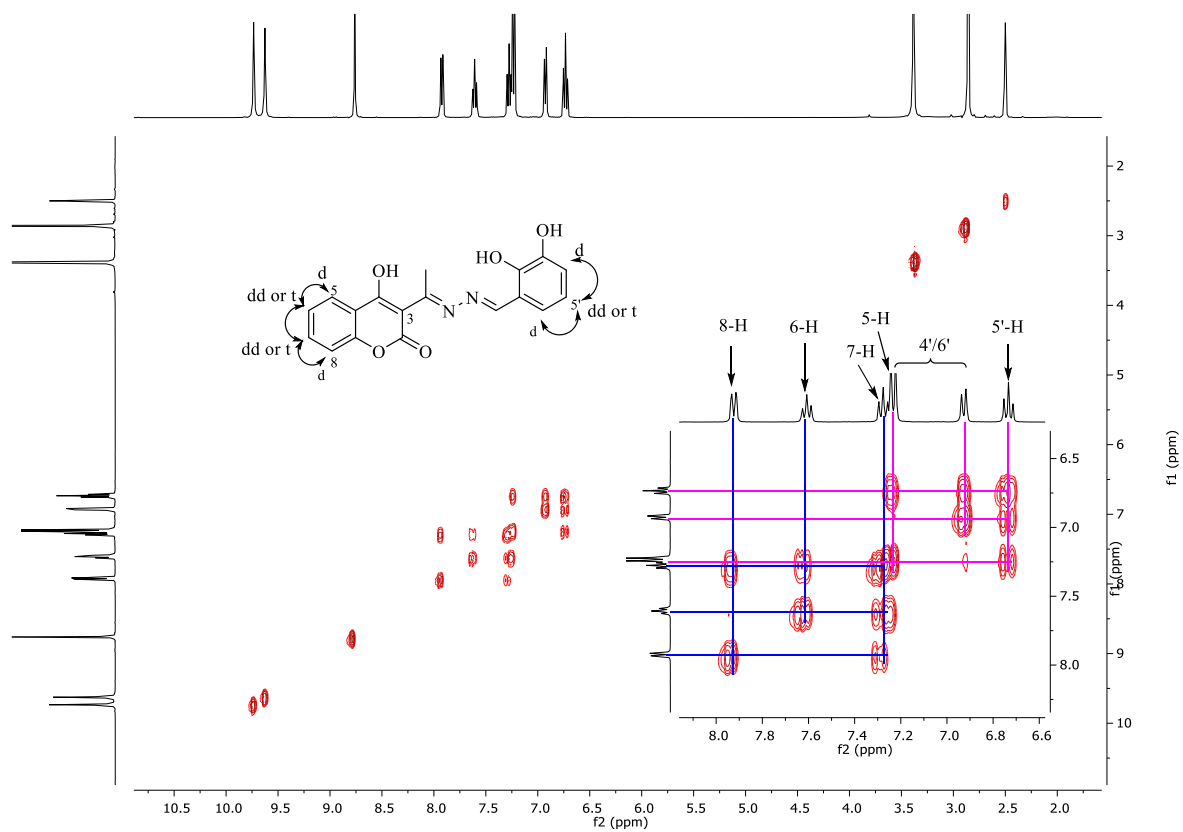 2
3
4
5
6
7
8
9
10
f1 (ppm)
OH
OH
OH
d
d
5
5'
dd or t
dd or t
N
N
3
dd or t
8
O
O
d
d
8-H
6-H
5-H
7-H
4'/6'
5'-H
6.5
7.0
7.5
8.0
f1 (ppm)
8.0 7.8 7.6 7.4 7.2 7.0 6.8 6.6
f2 (ppm)
10.5 10.0 9.5 9.0 8.5 8.0 7.5 7.0 6.5 6.0 5.5 5.0 4.5 4.0 3.5 3.0 2.5 2.0
f2 (ppm)